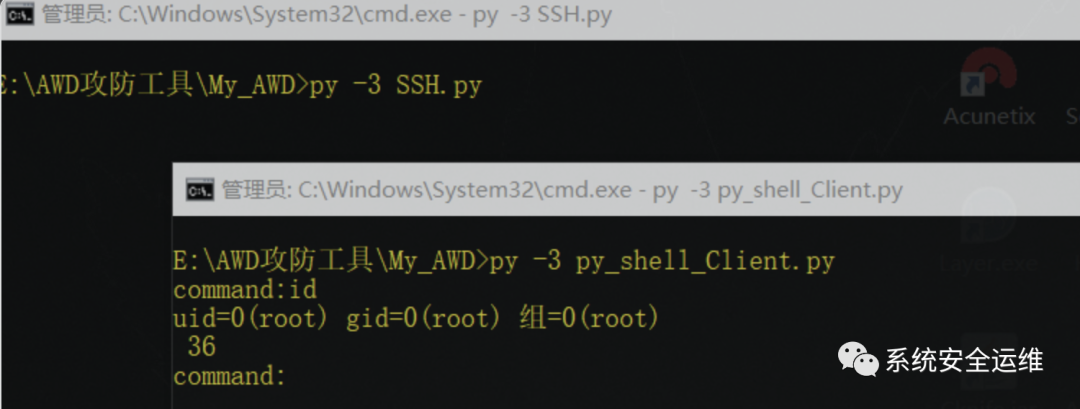 管理员: C:\Windows\System32\cmd.exe - py  -3 SSH.py
E:\AWD攻防工具\My_AWD>py -3 SSH.py
Acunetix
管理员: C:\Windows\System32\cmd.exe - py  -3 py_shell_Client.py
E:\AWD攻防工具\My_AWD>py -3 py_shell_Client.py
command:id
uid=0(root) gid=0(root) 组=0(root)
 36
command:
Layer.exe
系统安全运维